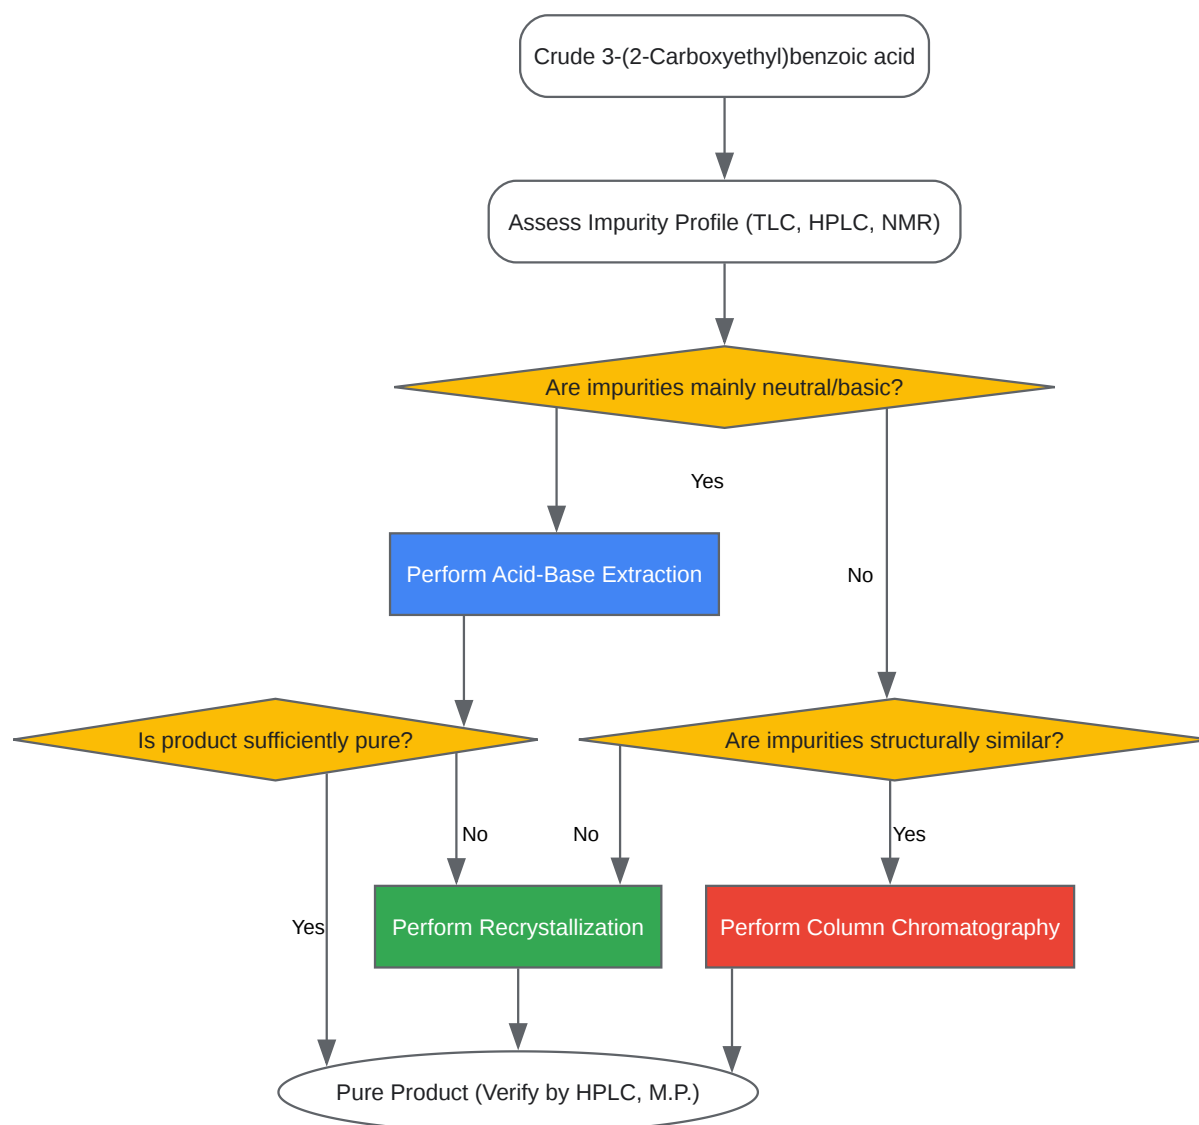 Crude 3-(2-Carboxyethyl)benzoic acid
Assess Impurity Profile (TLC, HPLC, NMR)
Are impurities mainly neutral/basic?
Yes
Perform Acid-Base Extraction
No
Is product sufficiently pure?
Are impurities structurally similar?
No
No
Yes
Yes
Perform Recrystallization
Perform Column Chromatography
Pure Product (Verify by HPLC, M.P.)